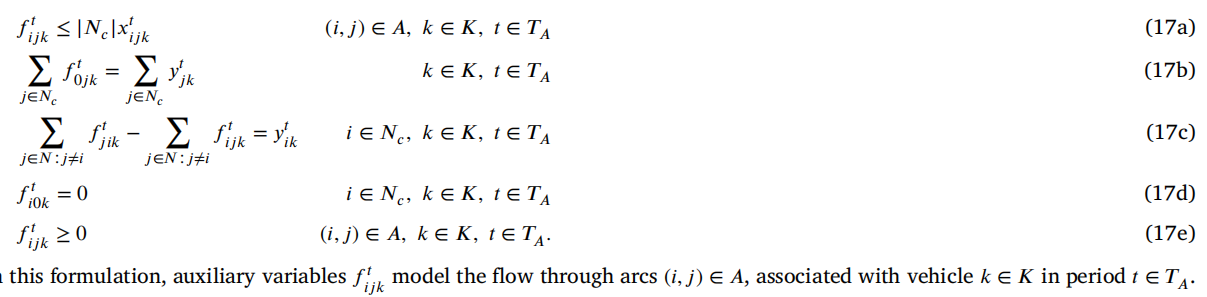 f^t_{ijk} ≤ |N_c|x^t_{ijk} (i, j) ∈ A, k ∈ K, t ∈ T_A (17a)
∑_{j∈N_c} f^t_{0jk} = ∑_{j∈N_c} y^t_{jk} k ∈ K, t ∈ T_A (17b)
∑_{j∈N : j≠i} f^t_{jik} − ∑_{j∈N : j≠i} f^t_{ijk} = y^t_{ik} i ∈ N_c, k ∈ K, t ∈ T_A (17c)
f^t_{i0k} = 0 i ∈ N_c, k ∈ K, t ∈ T_A (17d)
f^t_{ijk} ≥ 0 (i, j) ∈ A, k ∈ K, t ∈ T_A. (17e)
n this formulation, auxiliary variables f^t_{ijk} model the flow through arcs (i, j) ∈ A, associated with vehicle k ∈ K in period t ∈ T_A.